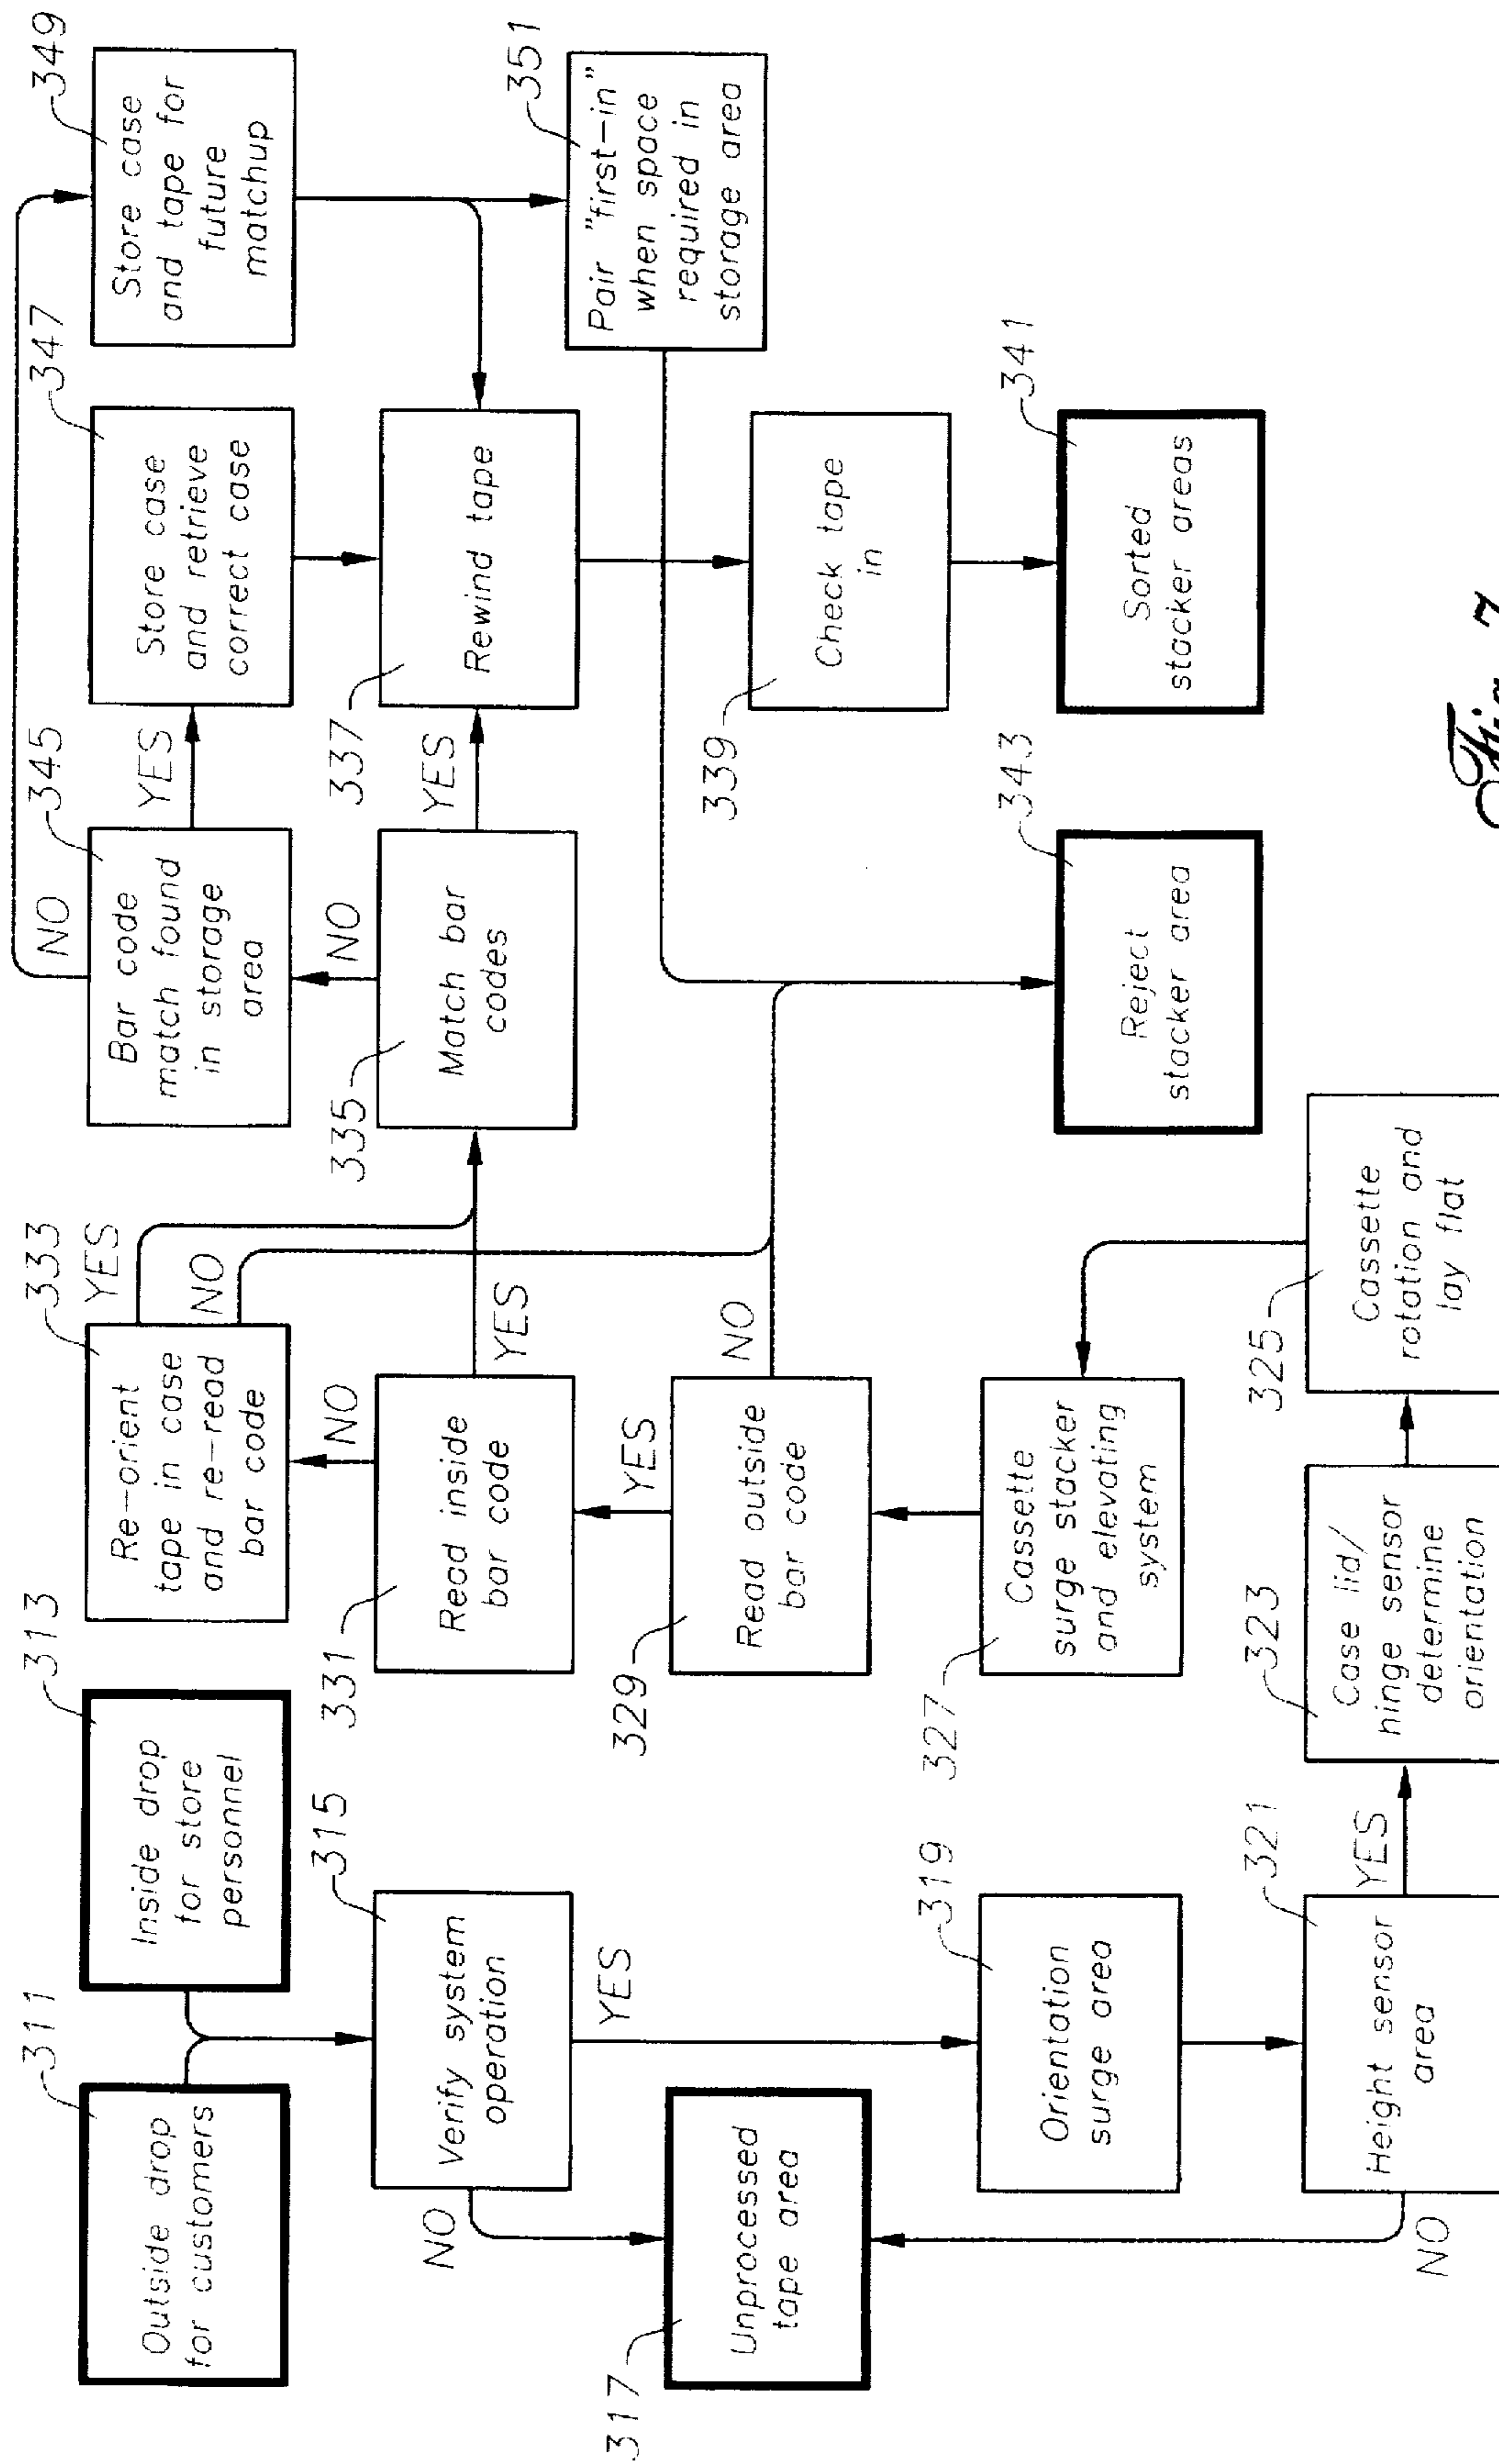 311
Outside drop
for customers
313
Inside drop
for store
personnel
315
Verify system
operation
NO
YES
317
Unprocessed
tape area
319
Orientation
surge area
321
Height sensor
area
NO
YES
323
Case lid/
hinge sensor
determine
orientation
325
Cassette
rotation and
lay flat
327
Cassette
surge stacker
and elevating
system
329
Read outside
bar code
YES
NO
331
Read inside
bar code
NO
YES
333
Re-orient
tape in case
and re-read
bar code
YES
NO
335
Match bar
codes
NO
YES
345
Bar code
match found
in storage
area
NO
YES
347
Store case
and retrieve
correct case
349
Store case
and tape for
future
matchup
337
Rewind tape
351
Pair "first-in"
when space
required in
storage area
339
Check tape
in
341
Sorted
stacker areas
343
Reject
stacker area
Fig. 7